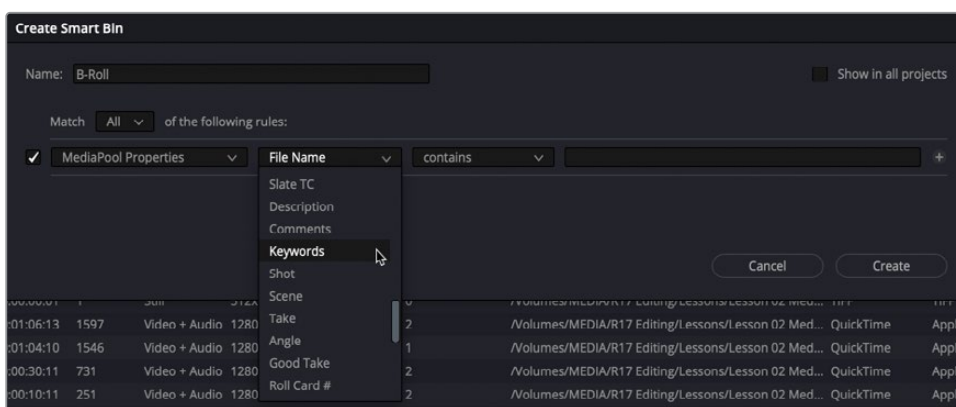 Create Smart Bin
Name: B-Roll Show in all projects
Match All of the following rules:
MediaPool Properties File Name contains +
Slate TC
Description
Comments
Keywords
Shot
Cancel Create
Scene
Take
:01:06:13 1597 Video + Audio 1280 2 /Volumes/MEDIA/R17 Editing/Lessons/Lesson 02 Med... QuickTime Appl
Angle
:01:04:10 1546 Video + Audio 1280 1 /Volumes/MEDIA/R17 Editing/Lessons/Lesson 02 Med... QuickTime Appl
Good Take
:00:30:11 731 Video + Audio 1280 2 /Volumes/MEDIA/R17 Editing/Lessons/Lesson 02 Med... QuickTime Appl
Roll Card #
:00:10:11 251 Video + Audio 1280 2 /Volumes/MEDIA/R17 Editing/Lessons/Lesson 02 Med... QuickTime Appl